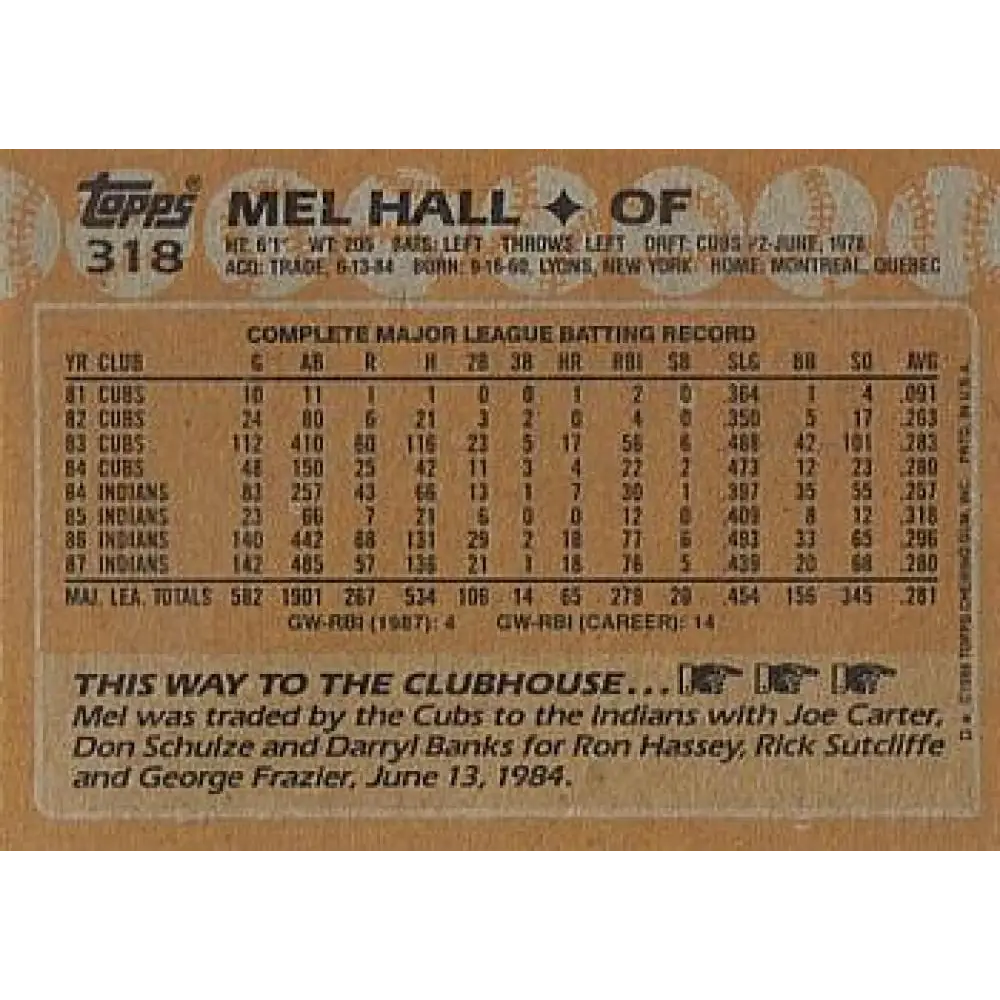 topps®
MEL HALL ✦ OF
318
HT: 6'1" WT: 205 BATS: LEFT THROWS: LEFT DRFT: CUBS #2-JUNE, 1978
ACQ: TRADE, 6-13-84 BORN: 9-16-60, LYONS, NEW YORK HOME: MONTREAL, QUEBEC
COMPLETE MAJOR LEAGUE BATTING RECORD
YR CLUB G AB R H 2B 3B HR RBI SB SLG BB SO AVG
81 CUBS 10 11 1 1 0 0 1 2 0 .364 1 4 .091
82 CUBS 24 80 6 21 3 2 0 4 0 .350 5 17 .263
83 CUBS 112 410 60 116 23 5 17 56 6 .488 42 101 .283
84 CUBS 48 150 25 42 11 3 4 22 2 .473 12 23 .280
84 INDIANS 83 257 43 66 13 1 7 30 1 .397 35 55 .257
85 INDIANS 23 66 7 21 6 0 0 12 0 .409 8 12 .318
86 INDIANS 140 442 68 131 29 2 18 77 6 .493 33 65 .296
87 INDIANS 142 485 57 136 21 1 18 76 5 .439 20 68 .280
MAJ. LEA. TOTALS 582 1901 267 534 106 14 65 279 20 .454 156 345 .281
GW-RBI (1987): 4 GW-RBI (CAREER): 14
THIS WAY TO THE CLUBHOUSE...
Mel was traded by the Cubs to the Indians with Joe Carter,
Don Schulze and Darryl Banks for Ron Hassey, Rick Sutcliffe
and George Frazier, June 13, 1984.
D* ©1988 TOPPS CHEWING GUM, INC. PRTD. IN U.S.A.